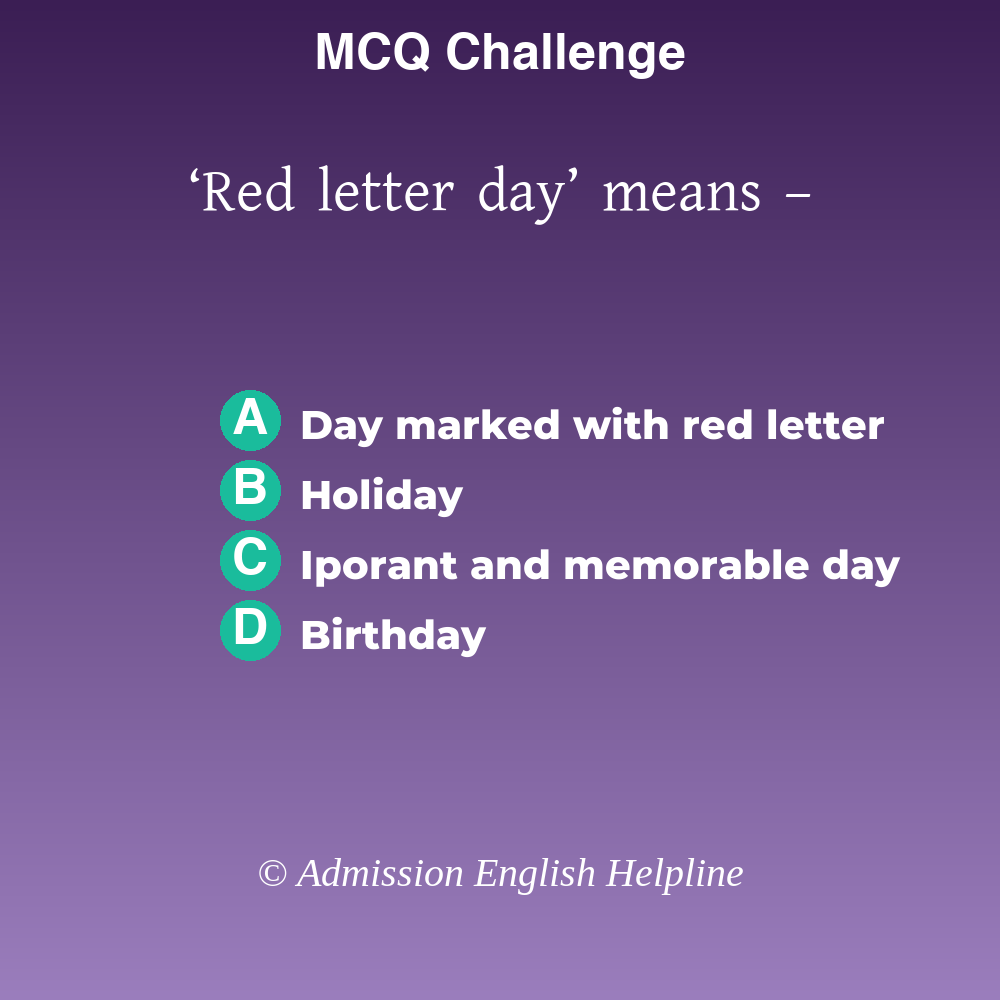 MCQ Challenge
‘Red letter day’ means –
A Day marked with red letter
B Holiday
C Iporant and memorable day
D Birthday
© Admission English Helpline